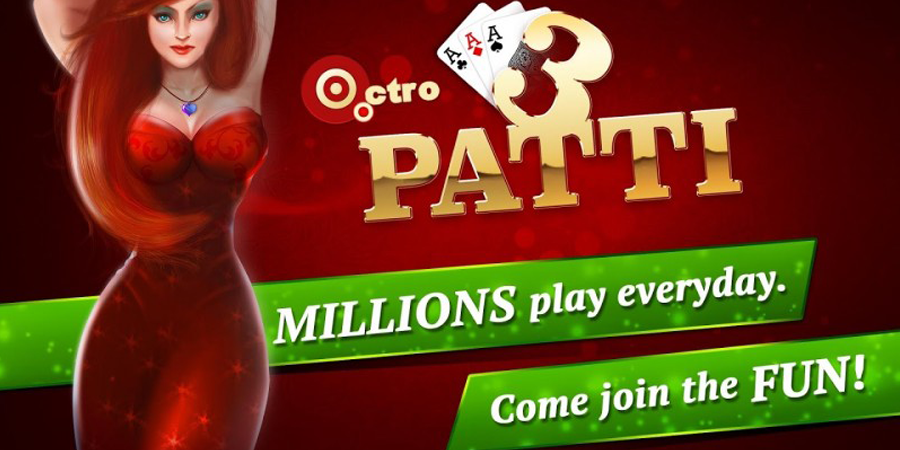 A A A
Octro
3
PATTI
MILLIONS play everyday.
Come join the FUN!